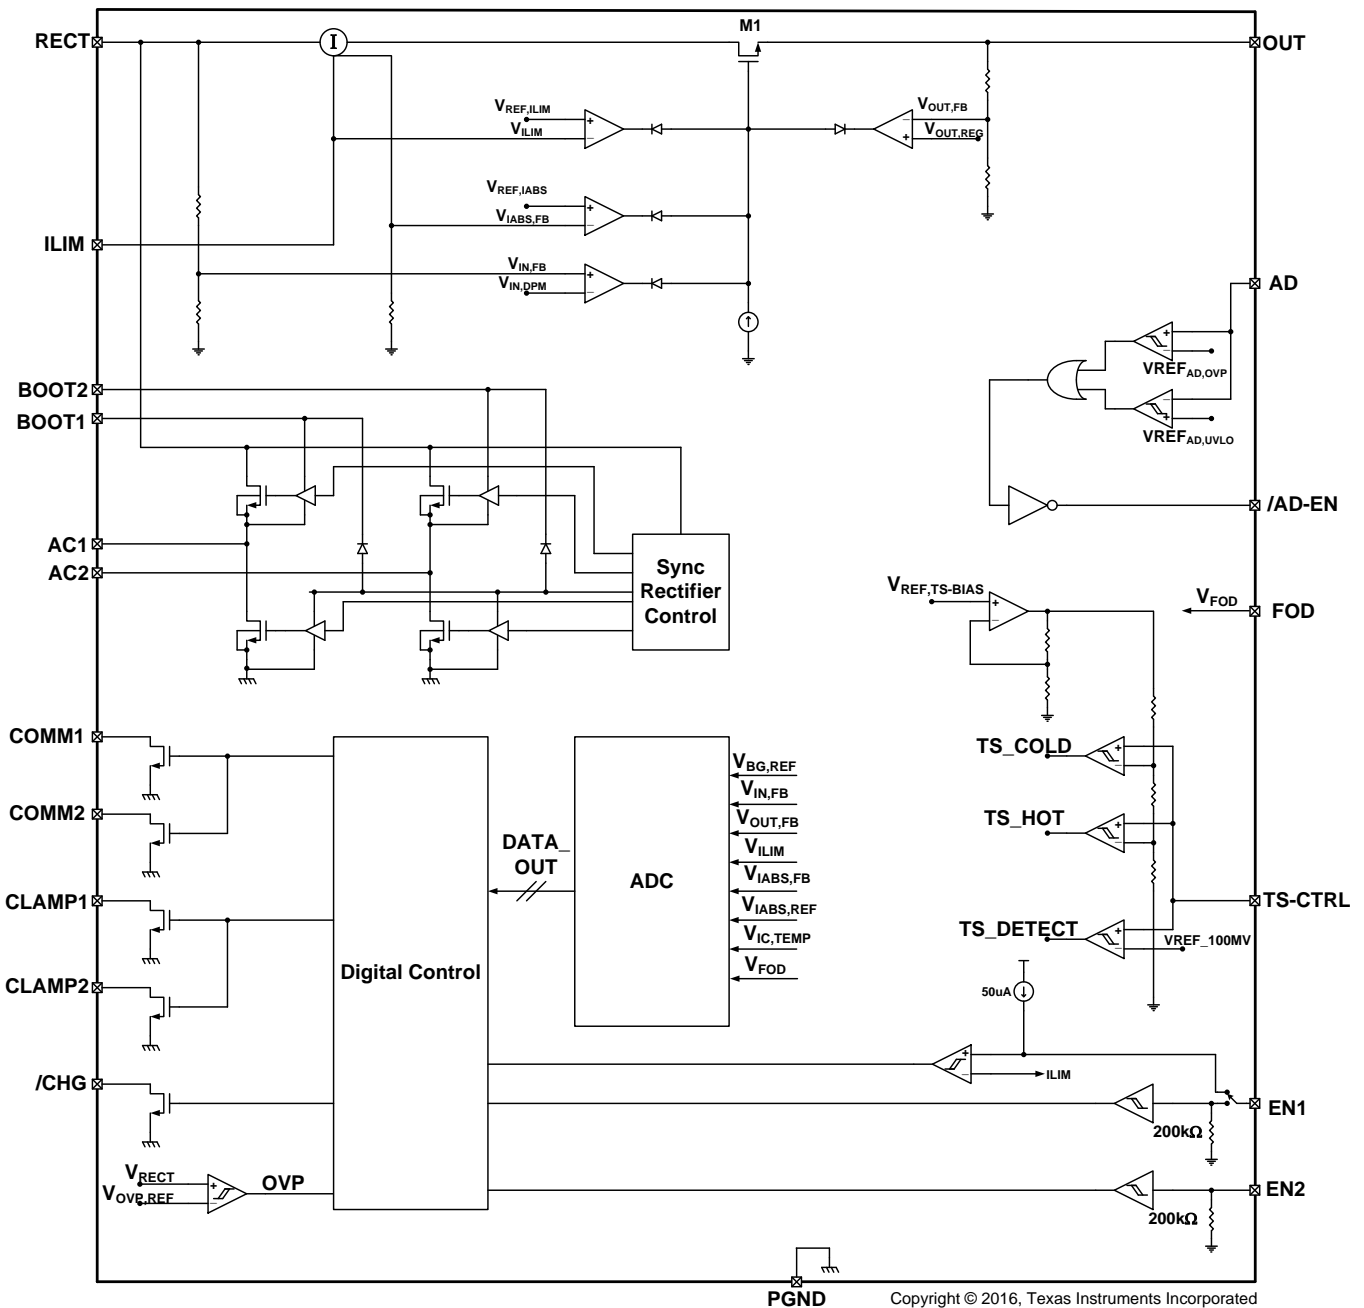 M1
RECT
I
OUT
VREF,ILIM
VILIM
+
−
VOUT,FB
VOUT,REG
−
+
VREF,IABS
VIABS,FB
+
−
ILIM
VIN,FB
VIN,DPM
+
−
AD
+
−
VREFAD,OVP
−
+
VREFAD,UVLO
BOOT2
BOOT1
/AD-EN
AC1
AC2
Sync
Rectifier
Control
VREF,TS-BIAS
+
−
VFOD
FOD
COMM1
COMM2
CLAMP1
CLAMP2
/CHG
Digital Control
DATA_
OUT
ADC
VBG,REF
VIN,FB
VOUT,FB
VILIM
VIABS,FB
VIABS,REF
VIC,TEMP
VFOD
TS_COLD
+
−
TS_HOT
+
−
TS-CTRL
TS_DETECT
+
−
VREF_100MV
50uA
+
−
ILIM
EN1
200kΩ
VRECT
VOVP,REF
+
−
OVP
EN2
200kΩ
PGND
Copyright © 2016, Texas Instruments Incorporated